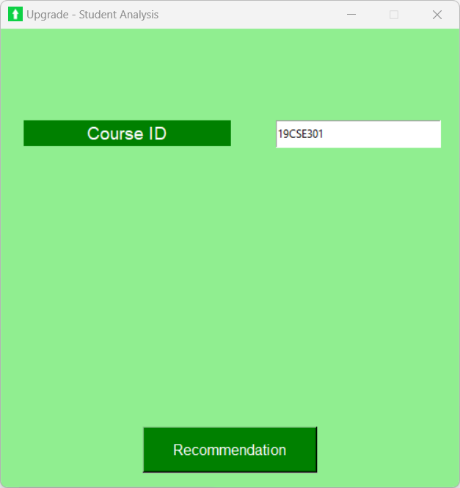 Upgrade - Student Analysis
Course ID
19CSE301
Recommendation